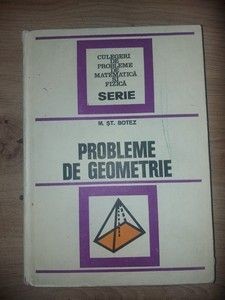 CULEGERI
DE
PROBLEME
DE
MATEMATICĂ
ŞI
FIZICĂ
SERIE
M. ŞT. BOTEZ
PROBLEME
DE GEOMETRIE